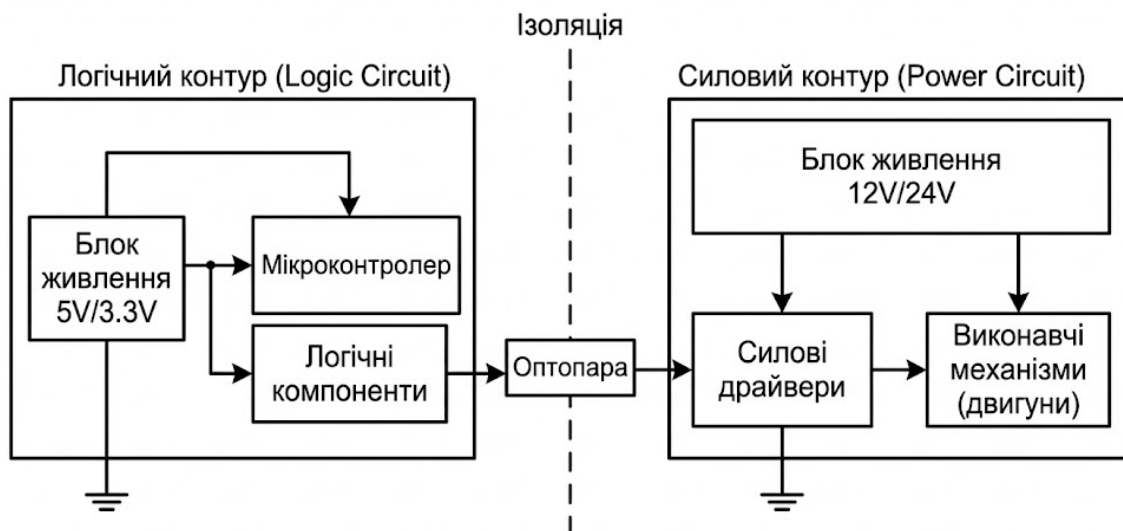 Ізоляція
Логічний контур (Logic Circuit)
Силовий контур (Power Circuit)
Блок
живлення
5V/3.3V
Мікроконтролер
Логічні
компоненти
Оптопара
Блок живлення
12V/24V
Силові
драйвери
Виконавчі
механізми
(двигуни)